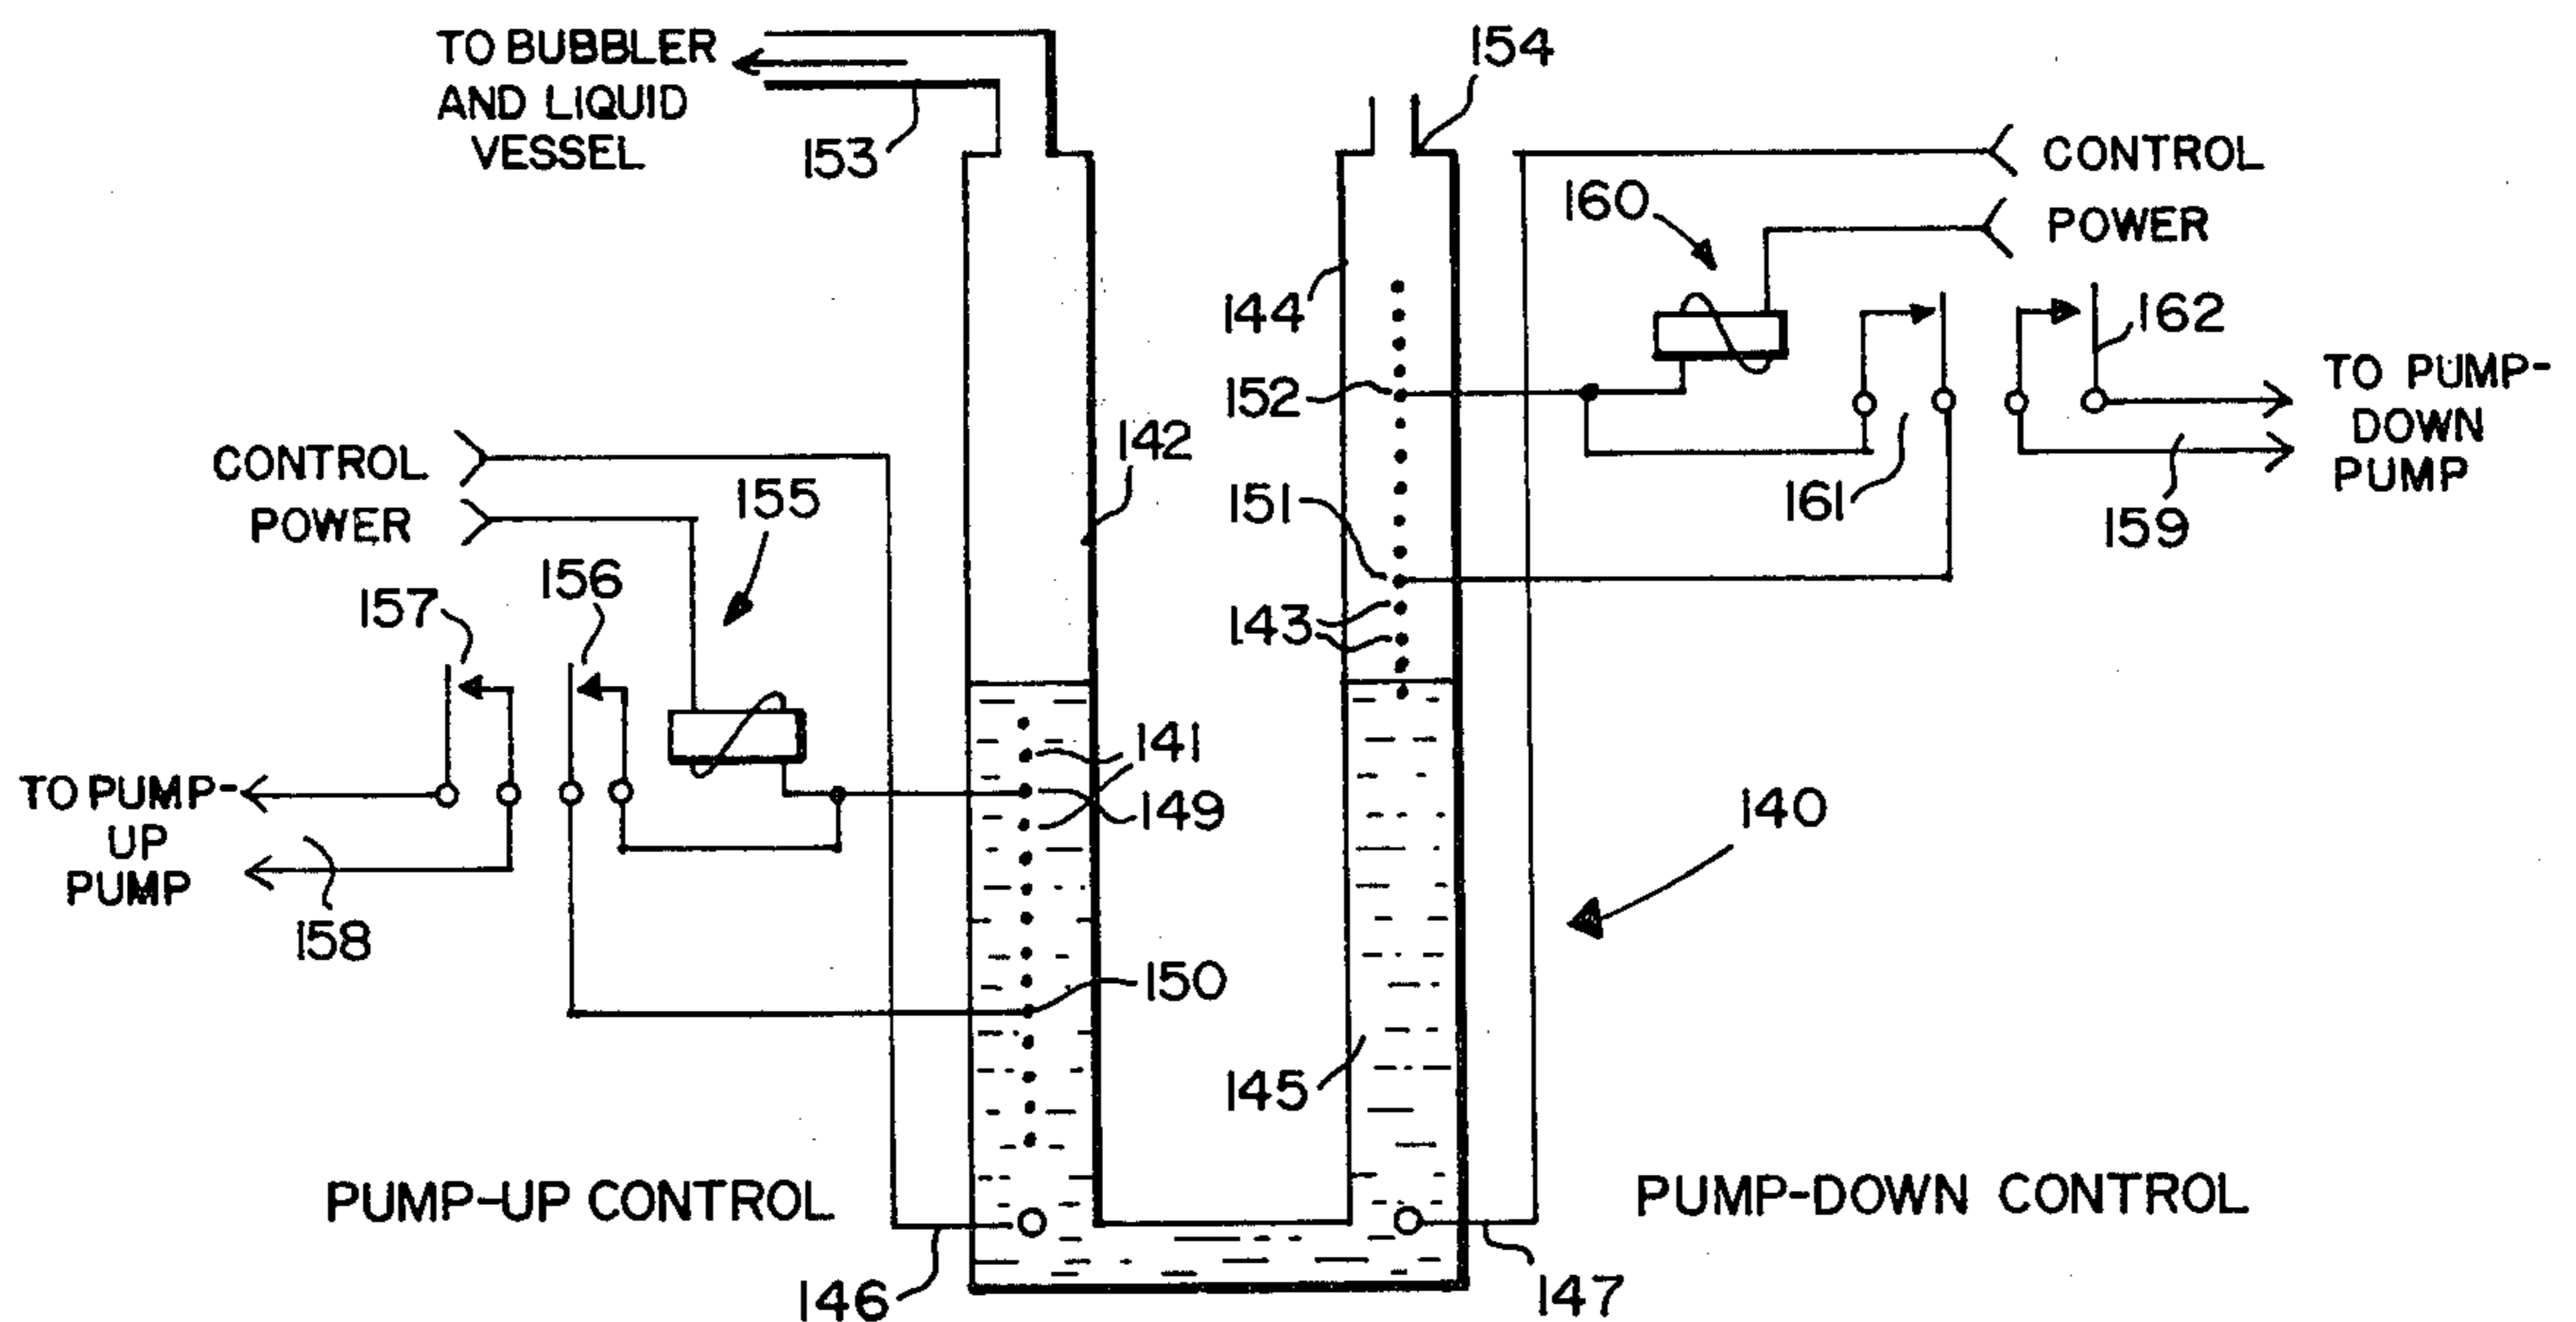 TO BUBBLER
AND LIQUID
VESSEL
153
154
CONTROL
POWER
160
144
162
152
TO PUMP-
DOWN
PUMP
142
CONTROL
POWER
155
151
161
159
156
157
143
141
149
TO PUMP-
UP
PUMP
140
158
150
145
PUMP-UP CONTROL
PUMP-DOWN CONTROL
146
147